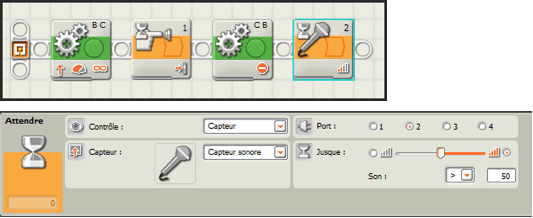 B C
1
C B
2
Attendre
0
Contrôle : Capteur
Capteur : Capteur sonore
Port : 1 2 3 4
Jusque :
Son : > 50